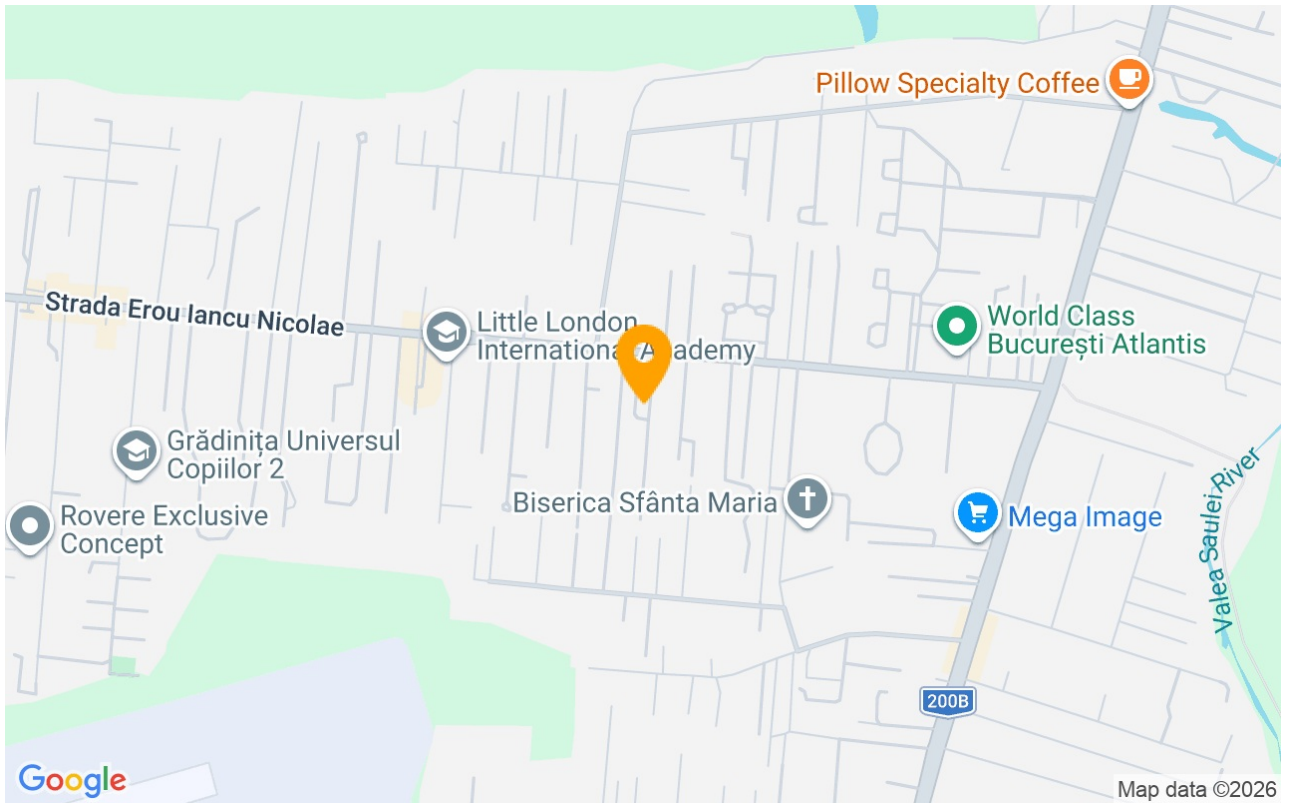 Pillow Specialty Coffee
Strada Erou Iancu Nicolae
Little London
International Academy
World Class
București Atlantis
Grădinița Universul
Copiilor 2
Biserica Sfânta Maria
Rovere Exclusive
Concept
Mega Image
Valea Saulei River
200B
Google
Map data ©2026